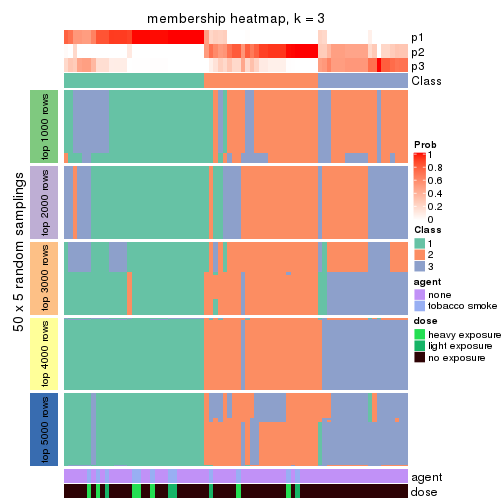 membership heatmap, k = 3
p1
p2
p3
Class
50 x 5 random samplings
top 1000 rows
top 2000 rows
top 3000 rows
top 4000 rows
top 5000 rows
agent
dose
Prob
1
0.8
0.6
0.4
0.2
0
Class
1
2
3
agent
none
tobacco smoke
dose
heavy exposure
light exposure
no exposure